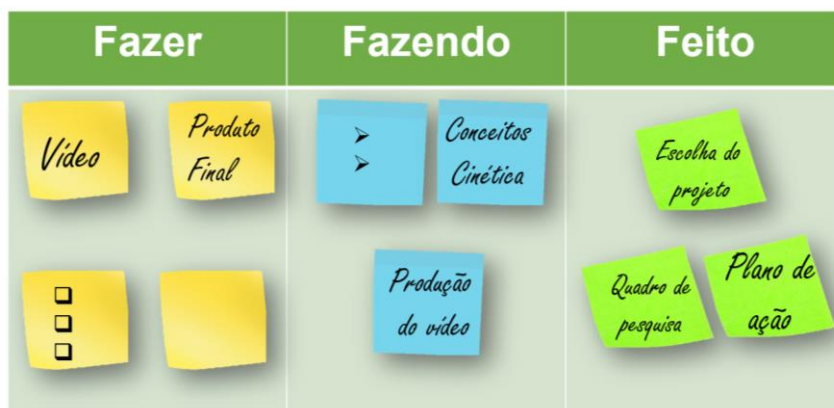 Fazer
Fazendo
Feito
Vídeo
Produto
Final
Conceitos
Cinética
Produção
do vídeo
Escolha do
projeto
Quadro de
pesquisa
Plano de
ação